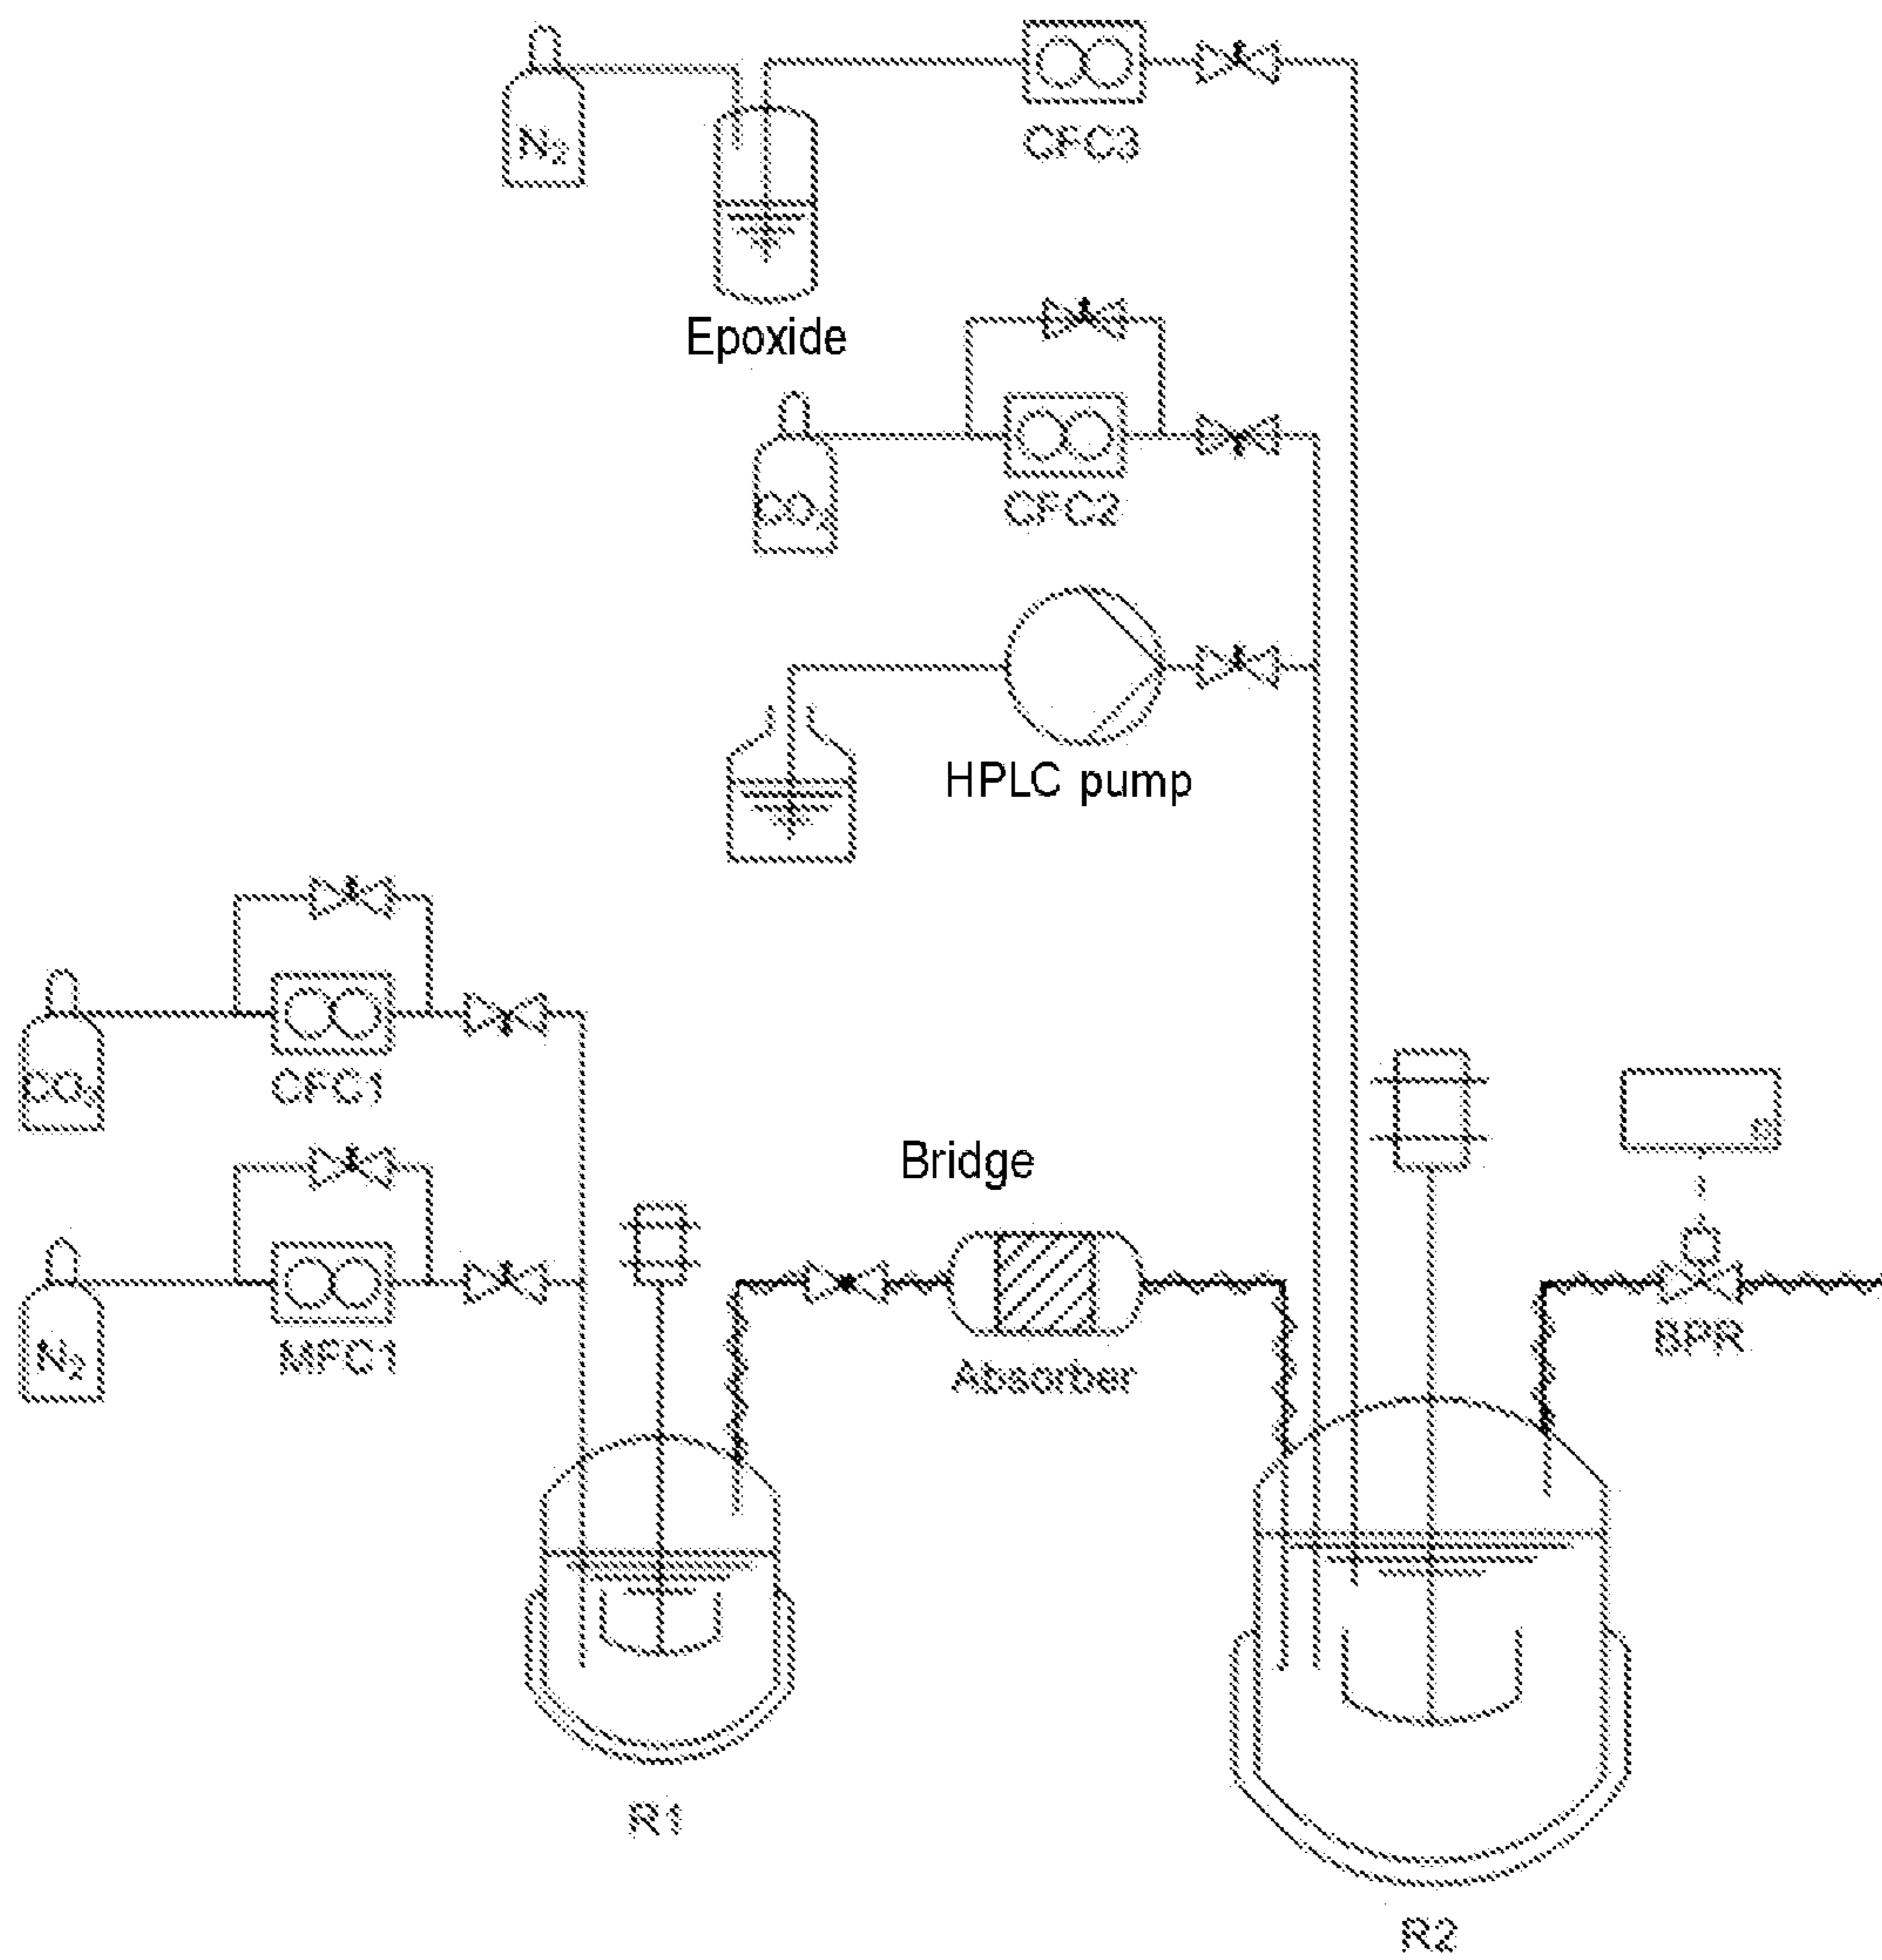 N2
CFC3
Epoxide
CO2
CFC2
HPLC pump
CO2
CFC1
Bridge
N2
MFC1
Absorber
BPR
R1
R2